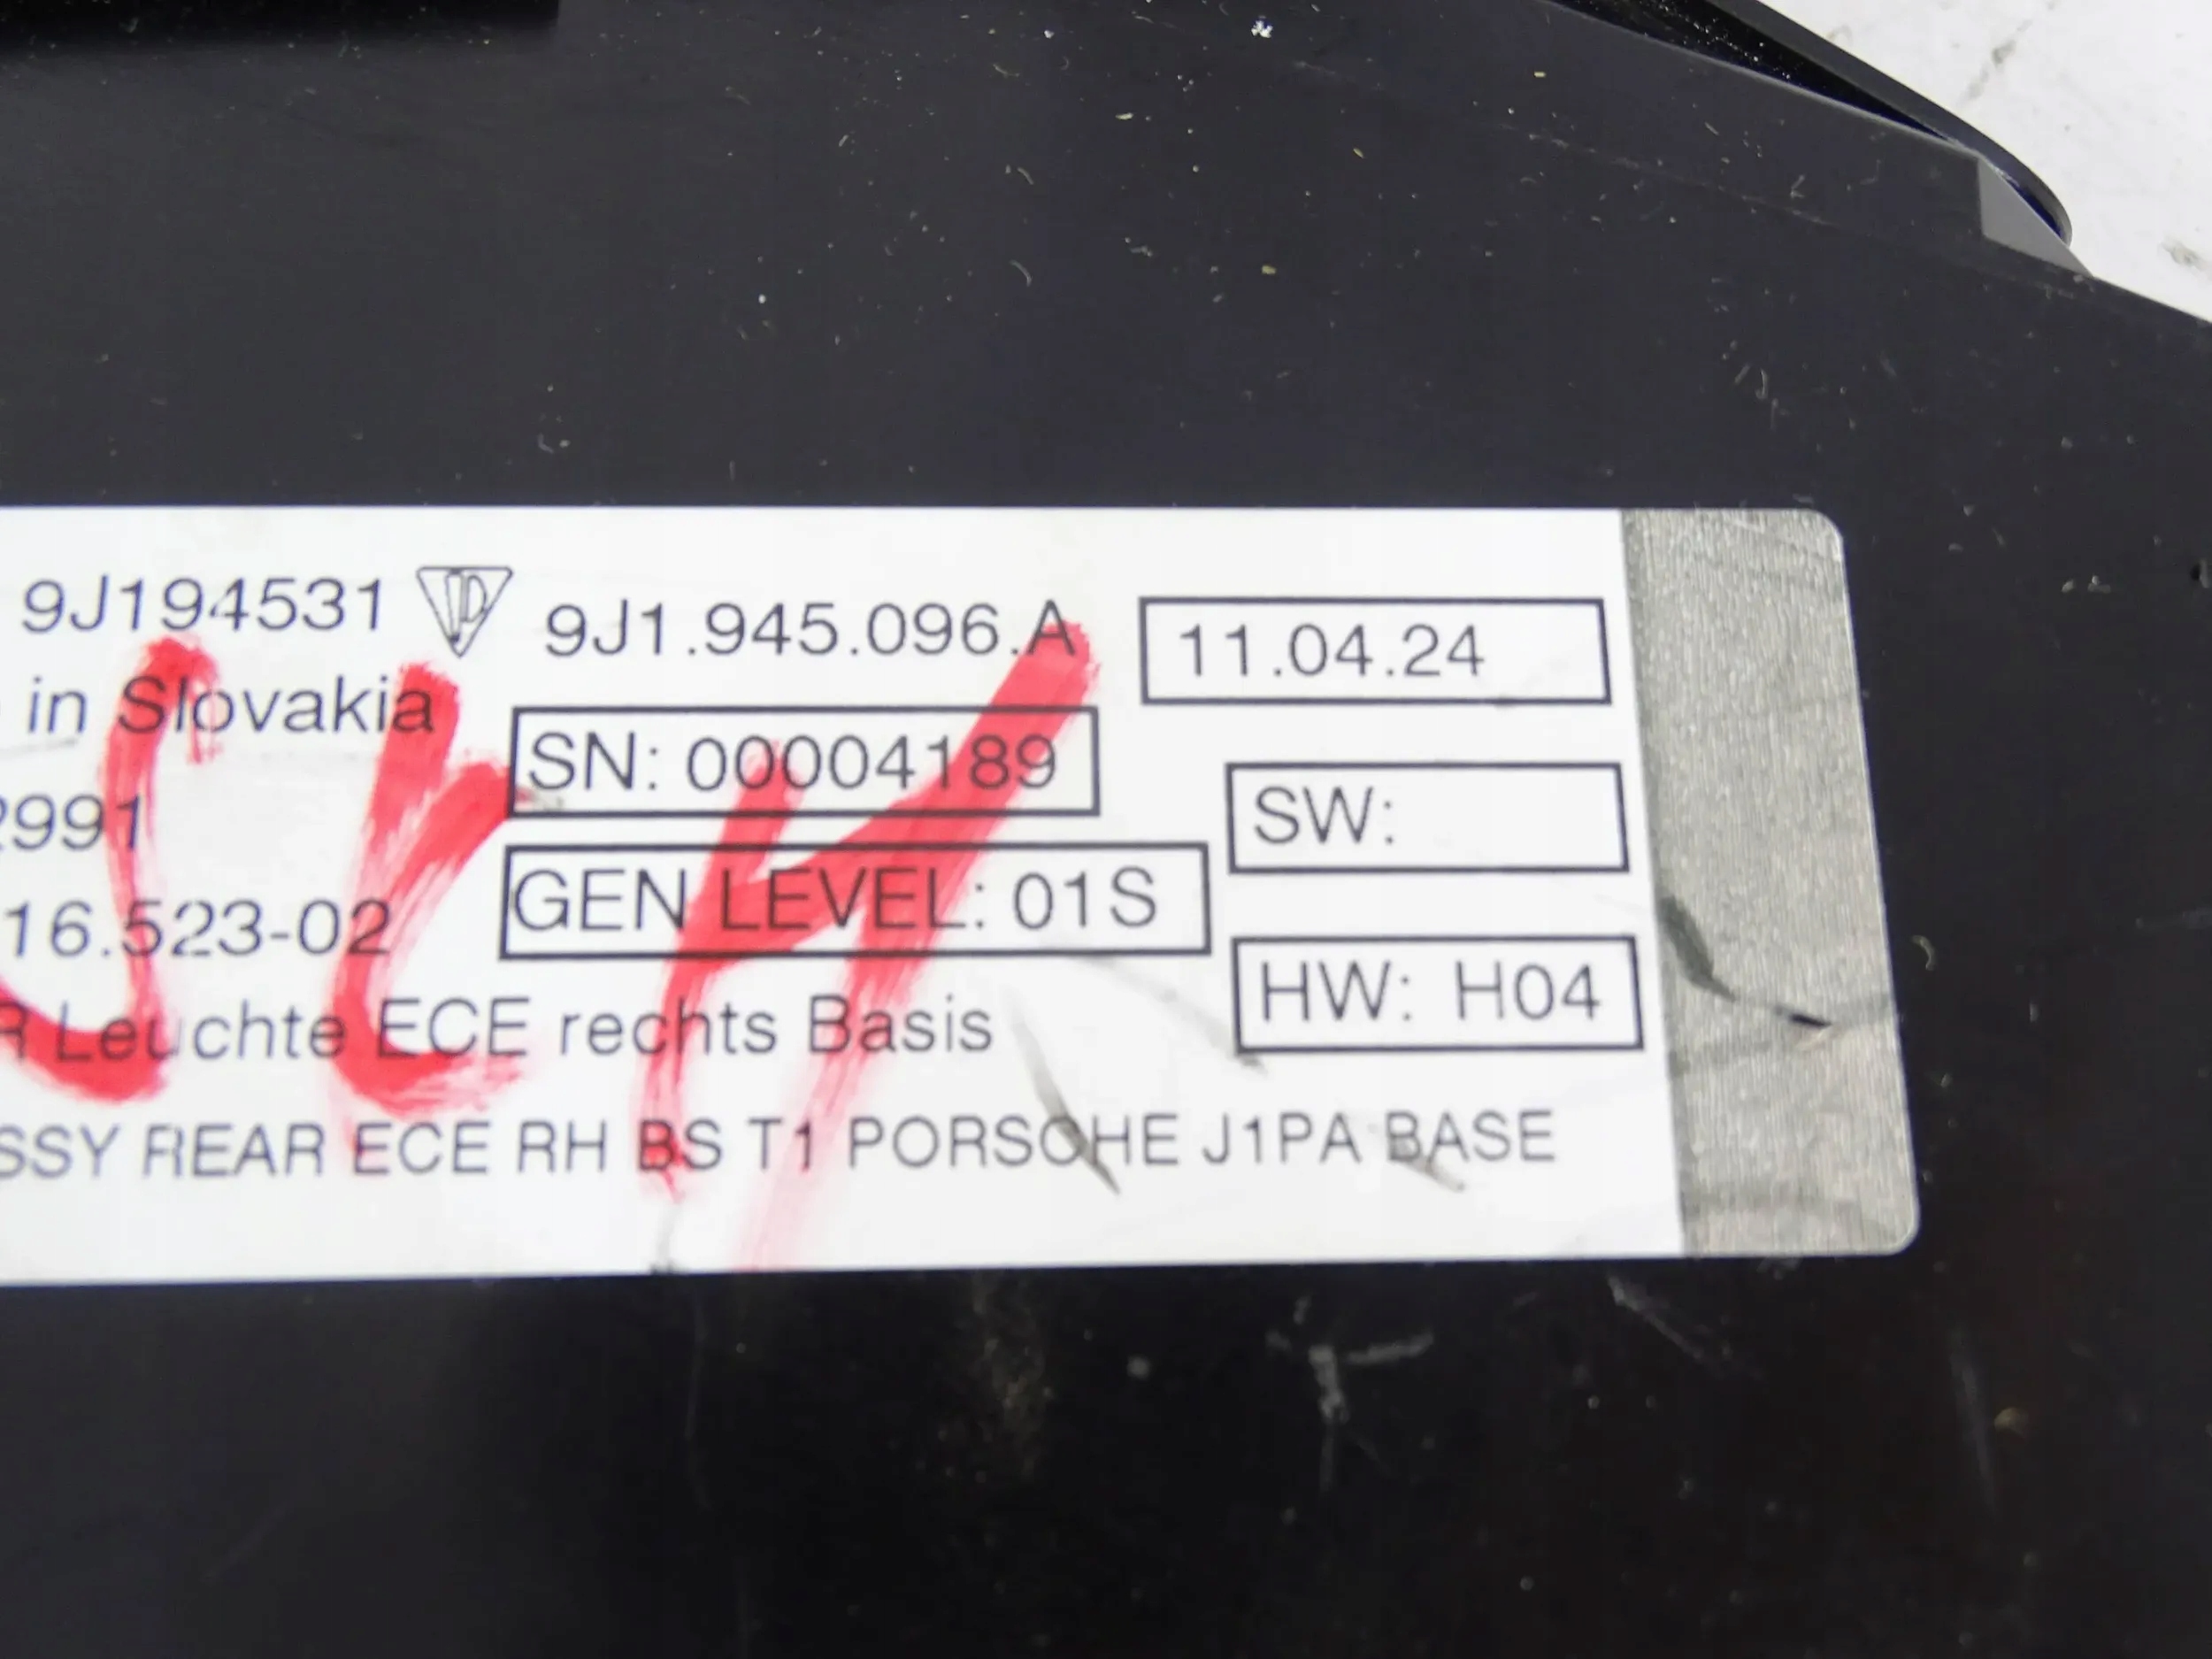 9J194531 9J1.945.096.A 11.04.24
in Slovakia
SN: 00004189
SW:
2991
GEN LEVEL: 01S
16.523-02
HW: H04
R Leuchte ECE rechts Basis
SSY REAR ECE RH BS T1 PORSCHE J1PA BASE